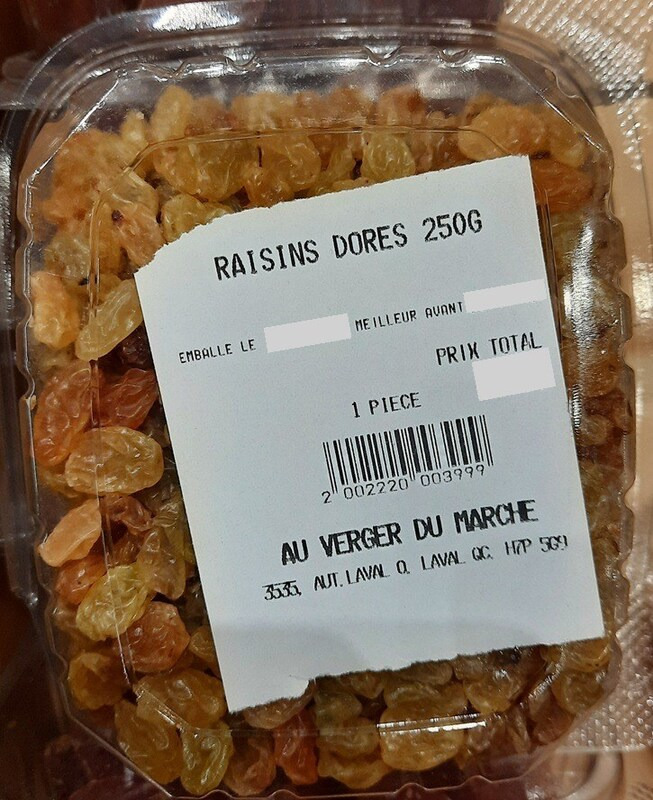 RAISINS DORES 250G
EMBALLE LE MEILLEUR AVANT
PRIX TOTAL
1 PIECE
2 002220 003999
AU VERGER DU MARCHE
3535, AUT. LAVAL O. LAVAL QC. H7P 5G9